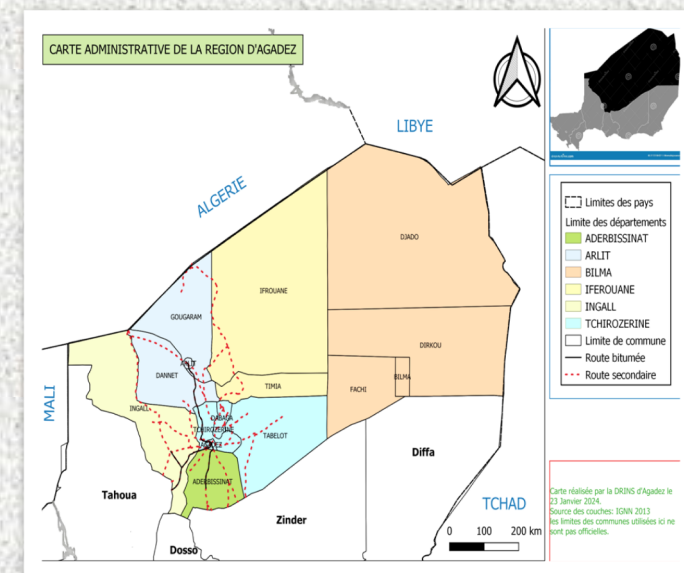 CARTE ADMINISTRATIVE DE LA REGION D'AGADEZ
LIBYE
ALGERIE
DJADO
IFROUANE
GOUGARAM
DIRKOU
ARLIT
DANNET
TIMIA
FACHI
BILMA
MALI
INGALL
DABAGA
TCHIROZERINE
TABELOT
ADERBISSINAT
Diffa
Tahoua
TCHAD
Zinder
Dosso
0 100 200 km
Limites des pays
Limite des départements
ADERBISSINAT
ARLIT
BILMA
IFEROUANE
INGALL
TCHIROZERINE
Limite de commune
Route bitumée
Route secondaire
Carte réalisée par la DRINS d'Agadez le
23 Janvier 2024.
Source des couches: IGNN 2013
les limites des communes utilisées ici ne
sont pas officielles.